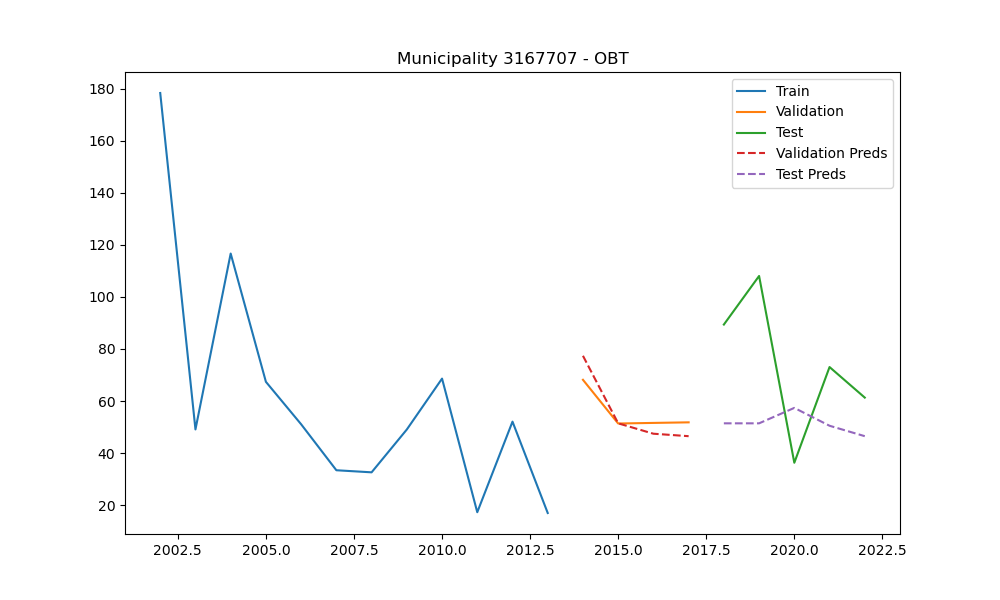 Municipality 3167707 - OBT
180
160
140
120
100
80
60
40
20
2002.5 2005.0 2007.5 2010.0 2012.5 2015.0 2017.5 2020.0 2022.5
Train
Validation
Test
Validation Preds
Test Preds